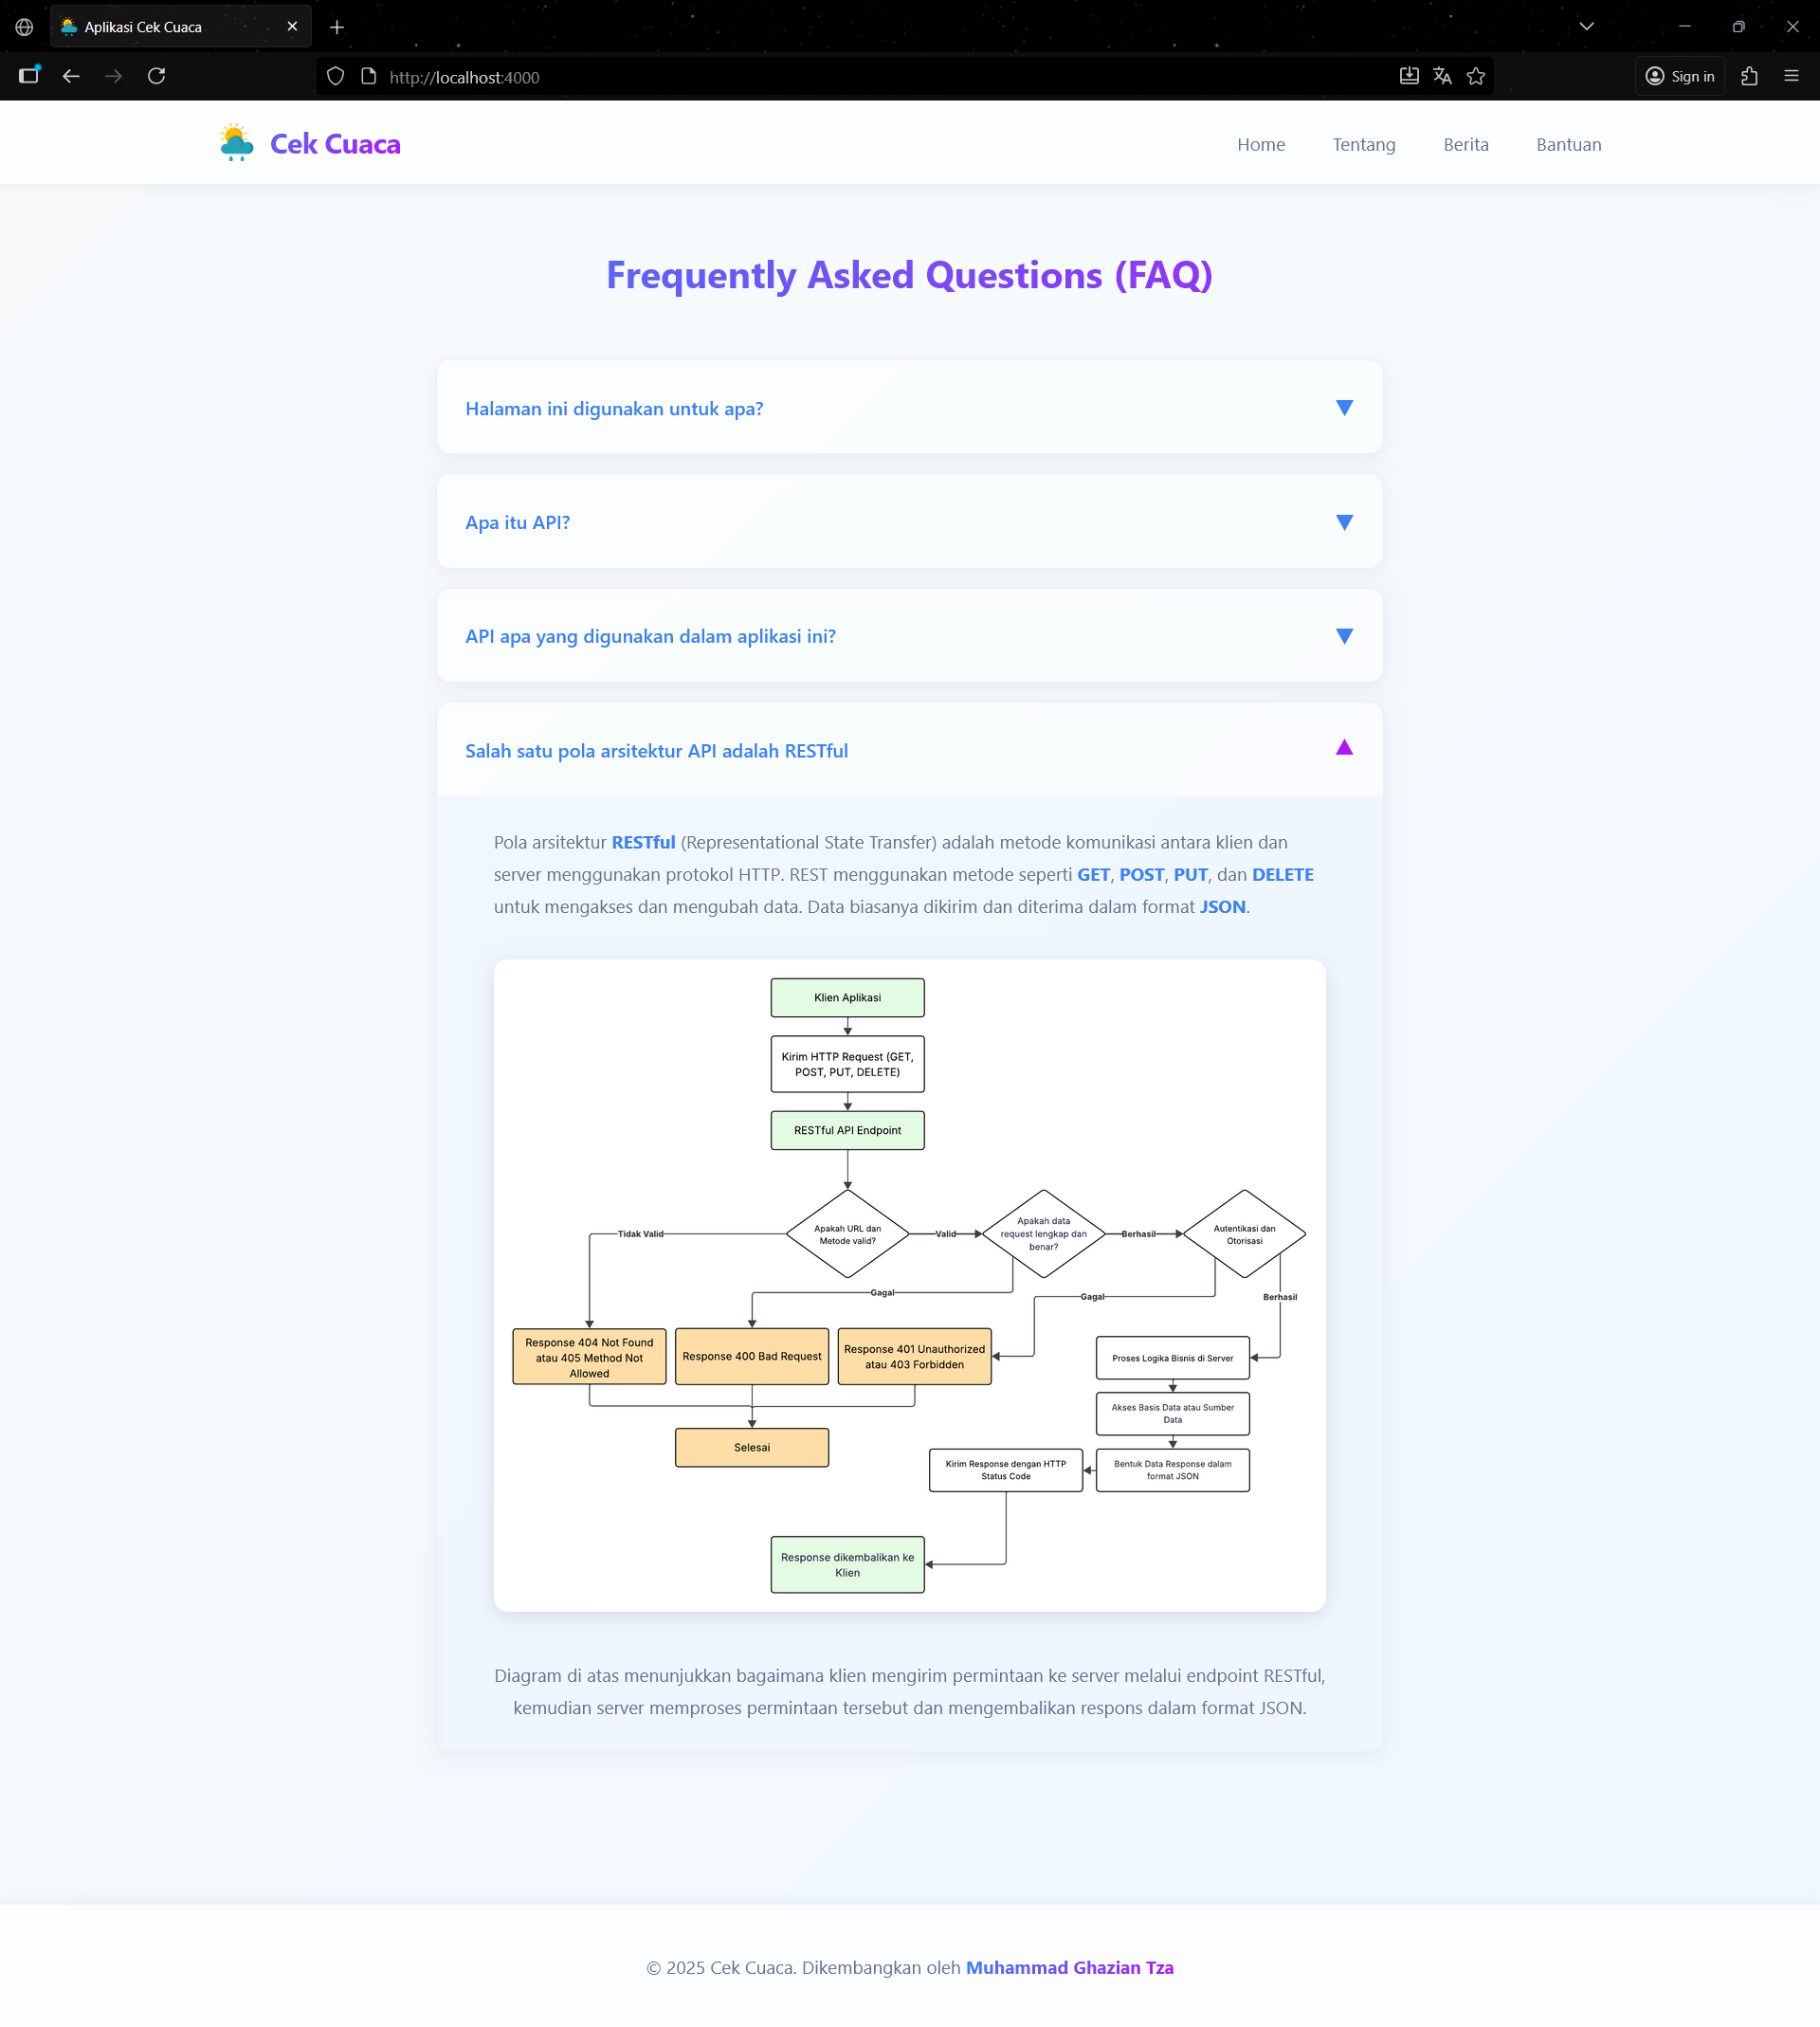 Aplikasi Cek Cuaca
http://localhost:4000
Sign in
Cek Cuaca
Home
Tentang
Berita
Bantuan
Frequently Asked Questions (FAQ)
Halaman ini digunakan untuk apa?
Apa itu API?
API apa yang digunakan dalam aplikasi ini?
Salah satu pola arsitektur API adalah RESTful
Pola arsitektur RESTful (Representational State Transfer) adalah metode komunikasi antara klien dan
server menggunakan protokol HTTP. REST menggunakan metode seperti GET, POST, PUT, dan DELETE
untuk mengakses dan mengubah data. Data biasanya dikirim dan diterima dalam format JSON.
Klien Aplikasi
Kirim HTTP Request (GET,
POST, PUT, DELETE)
RESTful API Endpoint
Tidak Valid
Apakah URL dan
Metode valid?
Valid
Apakah data
request lengkap dan
benar?
Berhasil
Autentikasi dan
Otorisasi
Gagal
Gagal
Berhasil
Response 404 Not Found
atau 405 Method Not
Allowed
Response 400 Bad Request
Response 401 Unauthorized
atau 403 Forbidden
Proses Logika Bisnis di Server
Akses Basis Data atau Sumber
Data
Selesai
Kirim Response dengan HTTP
Status Code
Bentuk Data Response dalam
format JSON
Response dikembalikan ke
Klien
Diagram di atas menunjukkan bagaimana klien mengirim permintaan ke server melalui endpoint RESTful,
kemudian server memproses permintaan tersebut dan mengembalikan respons dalam format JSON.
© 2025 Cek Cuaca. Dikembangkan oleh Muhammad Ghazian Tza